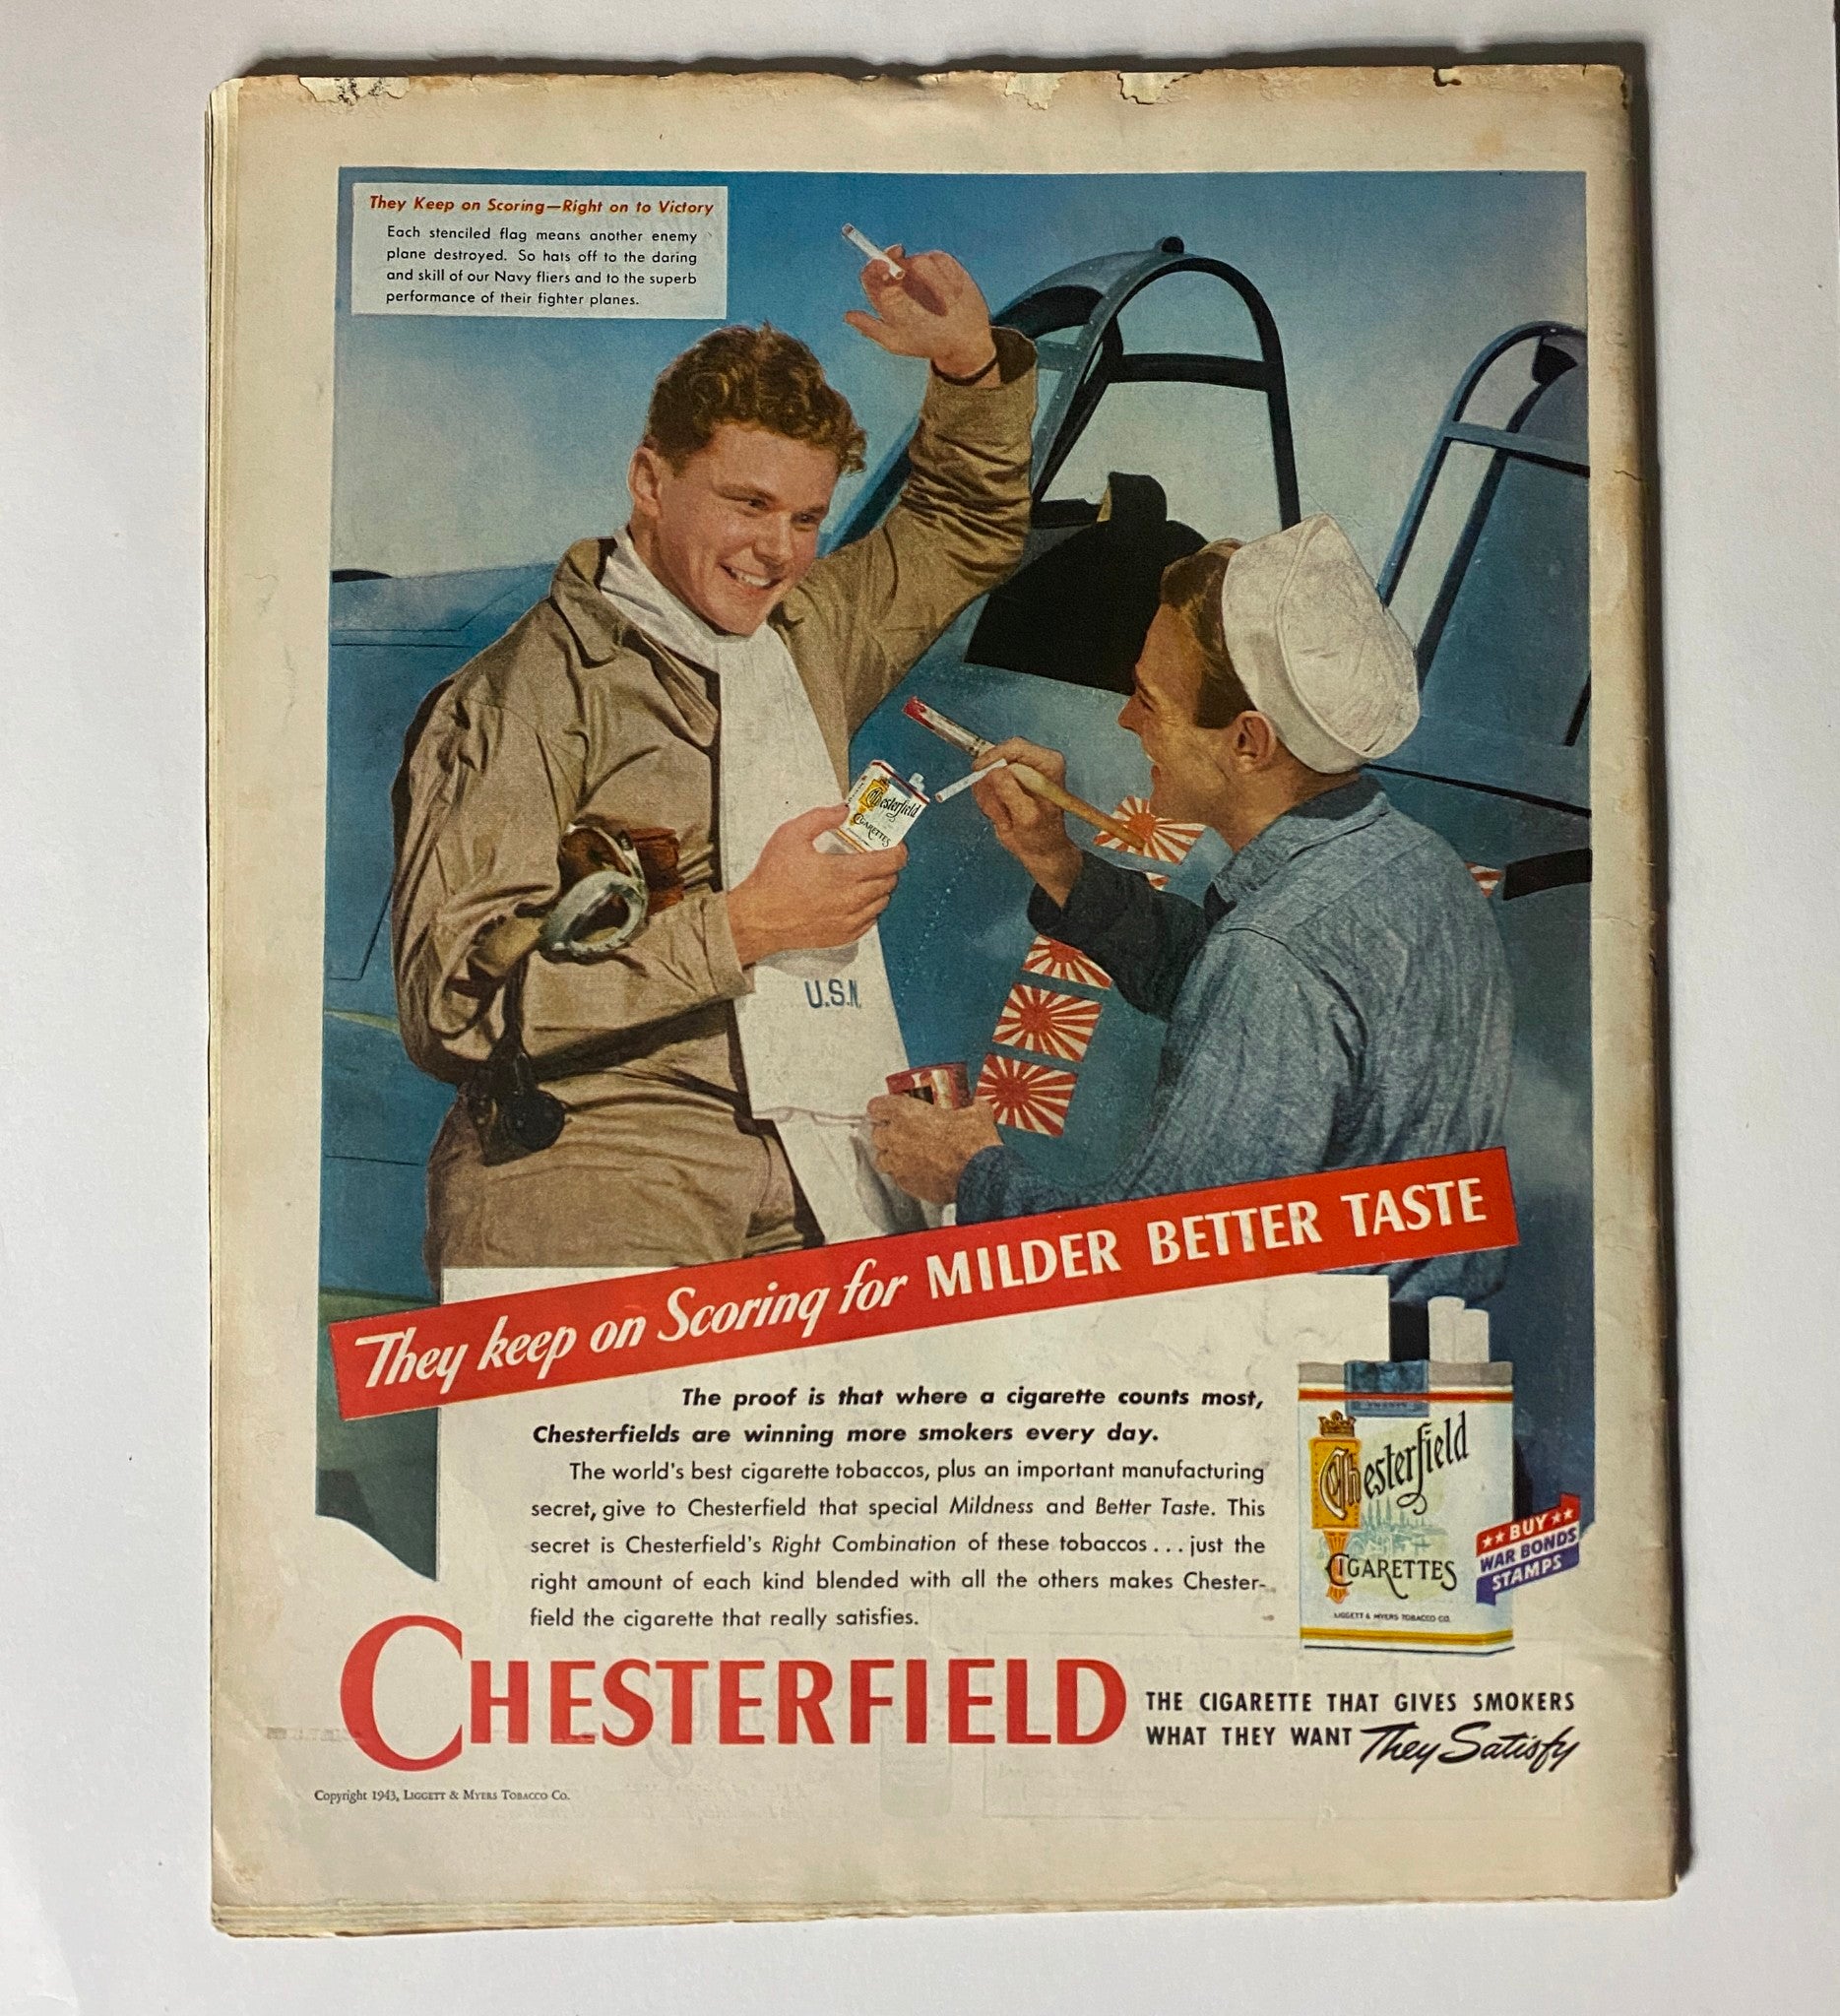 They Keep on Scoring—Right on to Victory
Each stenciled flag means another enemy
plane destroyed. So hats off to the daring
and skill of our Navy fliers and to the superb
performance of their fighter planes.
Chesterfield
CIGARETTES
U.S.N.
They keep on Scoring for MILDER BETTER TASTE
The proof is that where a cigarette counts most,
Chesterfields are winning more smokers every day.
The world's best cigarette tobaccos, plus an important manufacturing
secret, give to Chesterfield that special Mildness and Better Taste. This
secret is Chesterfield's Right Combination of these tobaccos . . . just the
right amount of each kind blended with all the others makes Chester-
field the cigarette that really satisfies.
Chesterfield
CIGARETTES
LIGGETT & MYERS TOBACCO CO.
BUY
WAR BONDS
STAMPS
CHESTERFIELD
THE CIGARETTE THAT GIVES SMOKERS
WHAT THEY WANT They Satisfy
Copyright 1943, LIGGETT & MYERS TOBACCO CO.